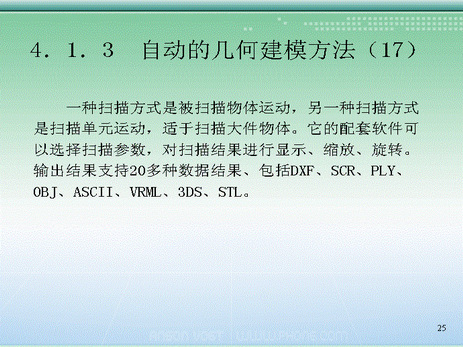 4．1．3　自动的几何建模方法（17）
一种扫描方式是被扫描物体运动，另一种扫描方式
是扫描单元运动，适于扫描大件物体。它的配套软件可
以选择扫描参数，对扫描结果进行显示、缩放、旋转。
输出结果支持20多种数据结果、包括DXF、SCR、PLY、
OBJ、ASCII、VRML、3DS、STL。
25